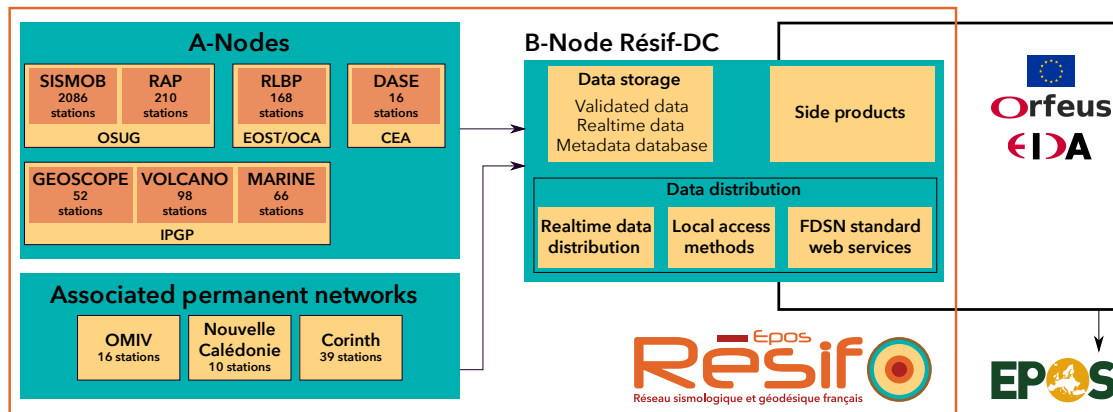 A-Nodes
SISMOB
2086
stations
RAP
210
stations
OSUG
RLBP
168
stations
EOST/OCA
DASE
16
stations
CEA
GEOSCOPE
52
stations
VOLCANO
98
stations
MARINE
66
stations
IPGP
Associated permanent networks
OMIV
16 stations
Nouvelle
Calédonie
10 stations
Corinth
39 stations
B-Node Résif-DC
Data storage
Validated data
Realtime data
Metadata database
Side products
Data distribution
Realtime data
distribution
Local access
methods
FDSN standard
web services
Orfeus
EIDA
Epos
Résif
Réseau sismologique et géodésique français
EPOS